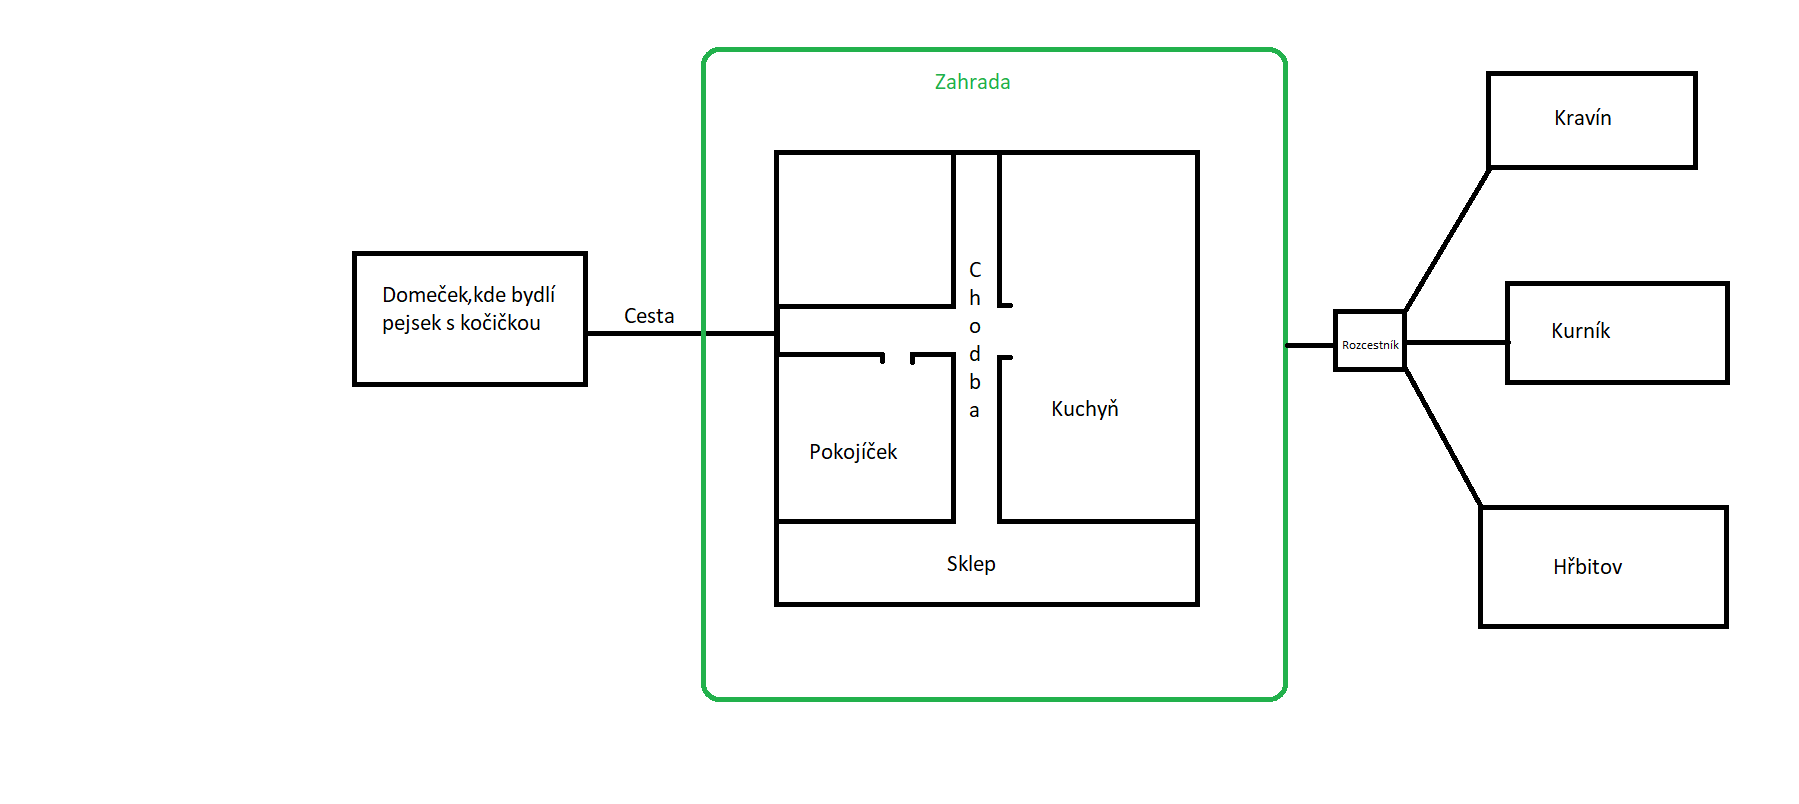 Zahrada
Kravín
Domeček,kde bydlí
pejsek s kočičkou
Cesta
C
h
o
d
b
a
Rozcestník
Kurník
Kuchyň
Pokojíček
Sklep
Hřbitov